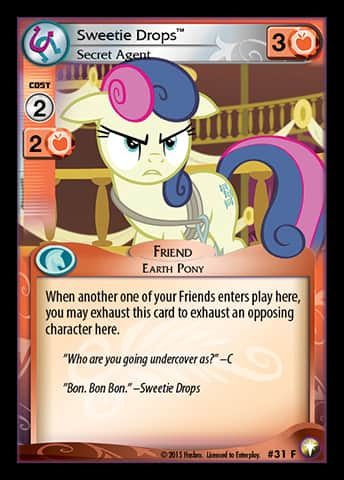 Sweetie Drops™
Secret Agent
3
COST
2
2
FRIEND
EARTH PONY
When another one of your Friends enters play here,
you may exhaust this card to exhaust an opposing
character here.
"Who are you going undercover as?" –C
"Bon. Bon Bon." –Sweetie Drops
©2015 Hasbro. Licensed to Enterplay.
#31 F